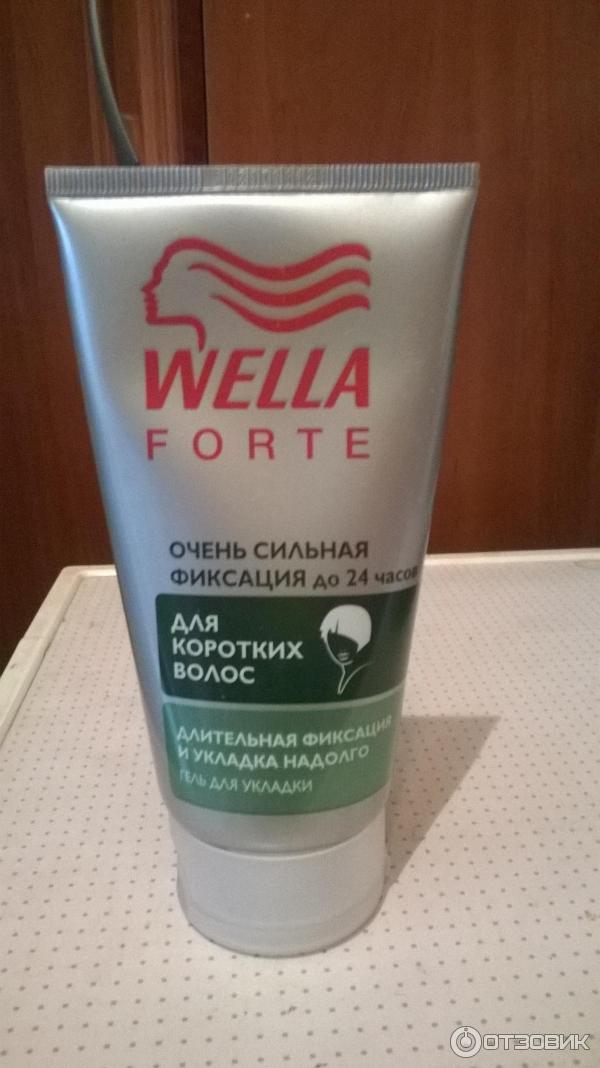 WELLA
FORTE
ОЧЕНЬ СИЛЬНАЯ
ФИКСАЦИЯ до 24 часов
ДЛЯ
КОРОТКИХ
ВОЛОС
ДЛИТЕЛЬНАЯ ФИКСАЦИЯ
И УКЛАДКА НАДОЛГО
ГЕЛЬ ДЛЯ УКЛАДКИ
ОТЗОВИК